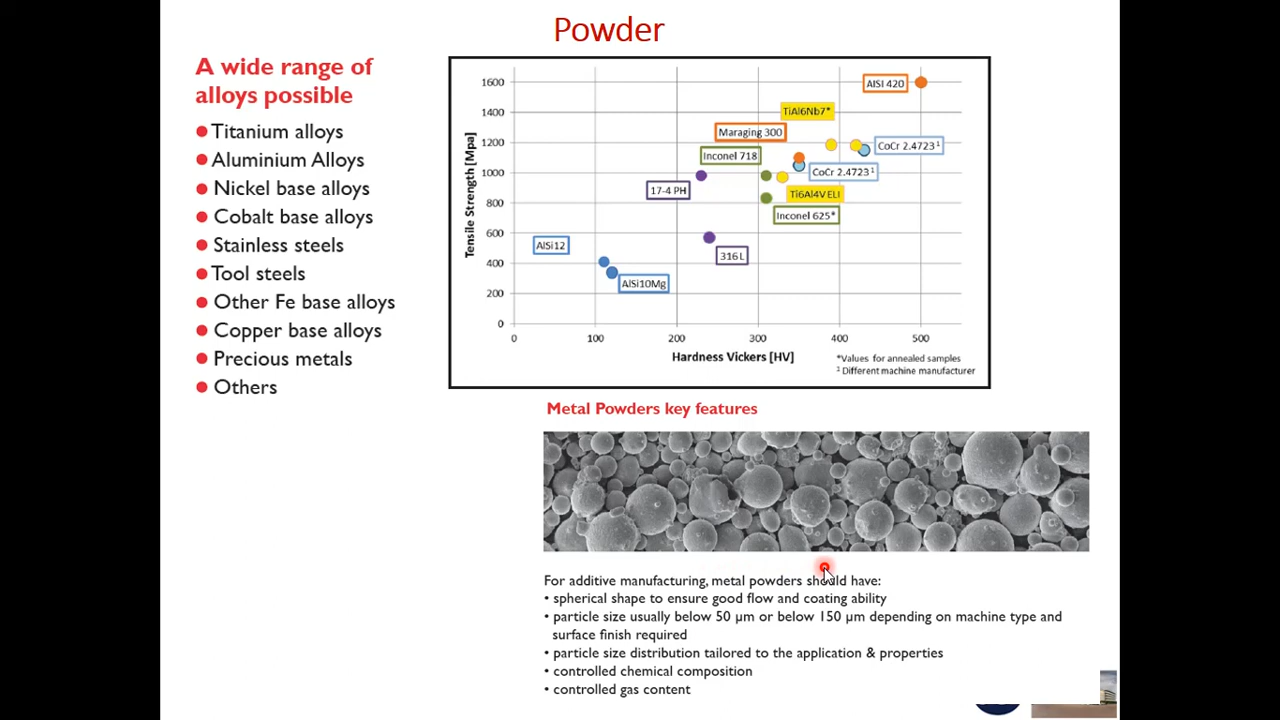 Powder
A wide range of
alloys possible
• Titanium alloys
• Aluminium Alloys
• Nickel base alloys
• Cobalt base alloys
• Stainless steels
• Tool steels
• Other Fe base alloys
• Copper base alloys
• Precious metals
• Others
Tensile Strength [Mpa]
1600
1400
1200
1000
800
600
400
200
0
AISI 420
TiAl6Nb7*
Maraging 300
CoCr 2.4723¹
Inconel 718
CoCr 2.4723¹
17-4 PH
Ti6Al4V ELI
Inconel 625*
AlSi12
316 L
AlSi10Mg
0 100 200 300 400 500
Hardness Vickers [HV]
*Values for annealed samples
¹ Different machine manufacturer
Metal Powders key features
For additive manufacturing, metal powders should have:
• spherical shape to ensure good flow and coating ability
• particle size usually below 50 µm or below 150 µm depending on machine type and
surface finish required
• particle size distribution tailored to the application & properties
• controlled chemical composition
• controlled gas content